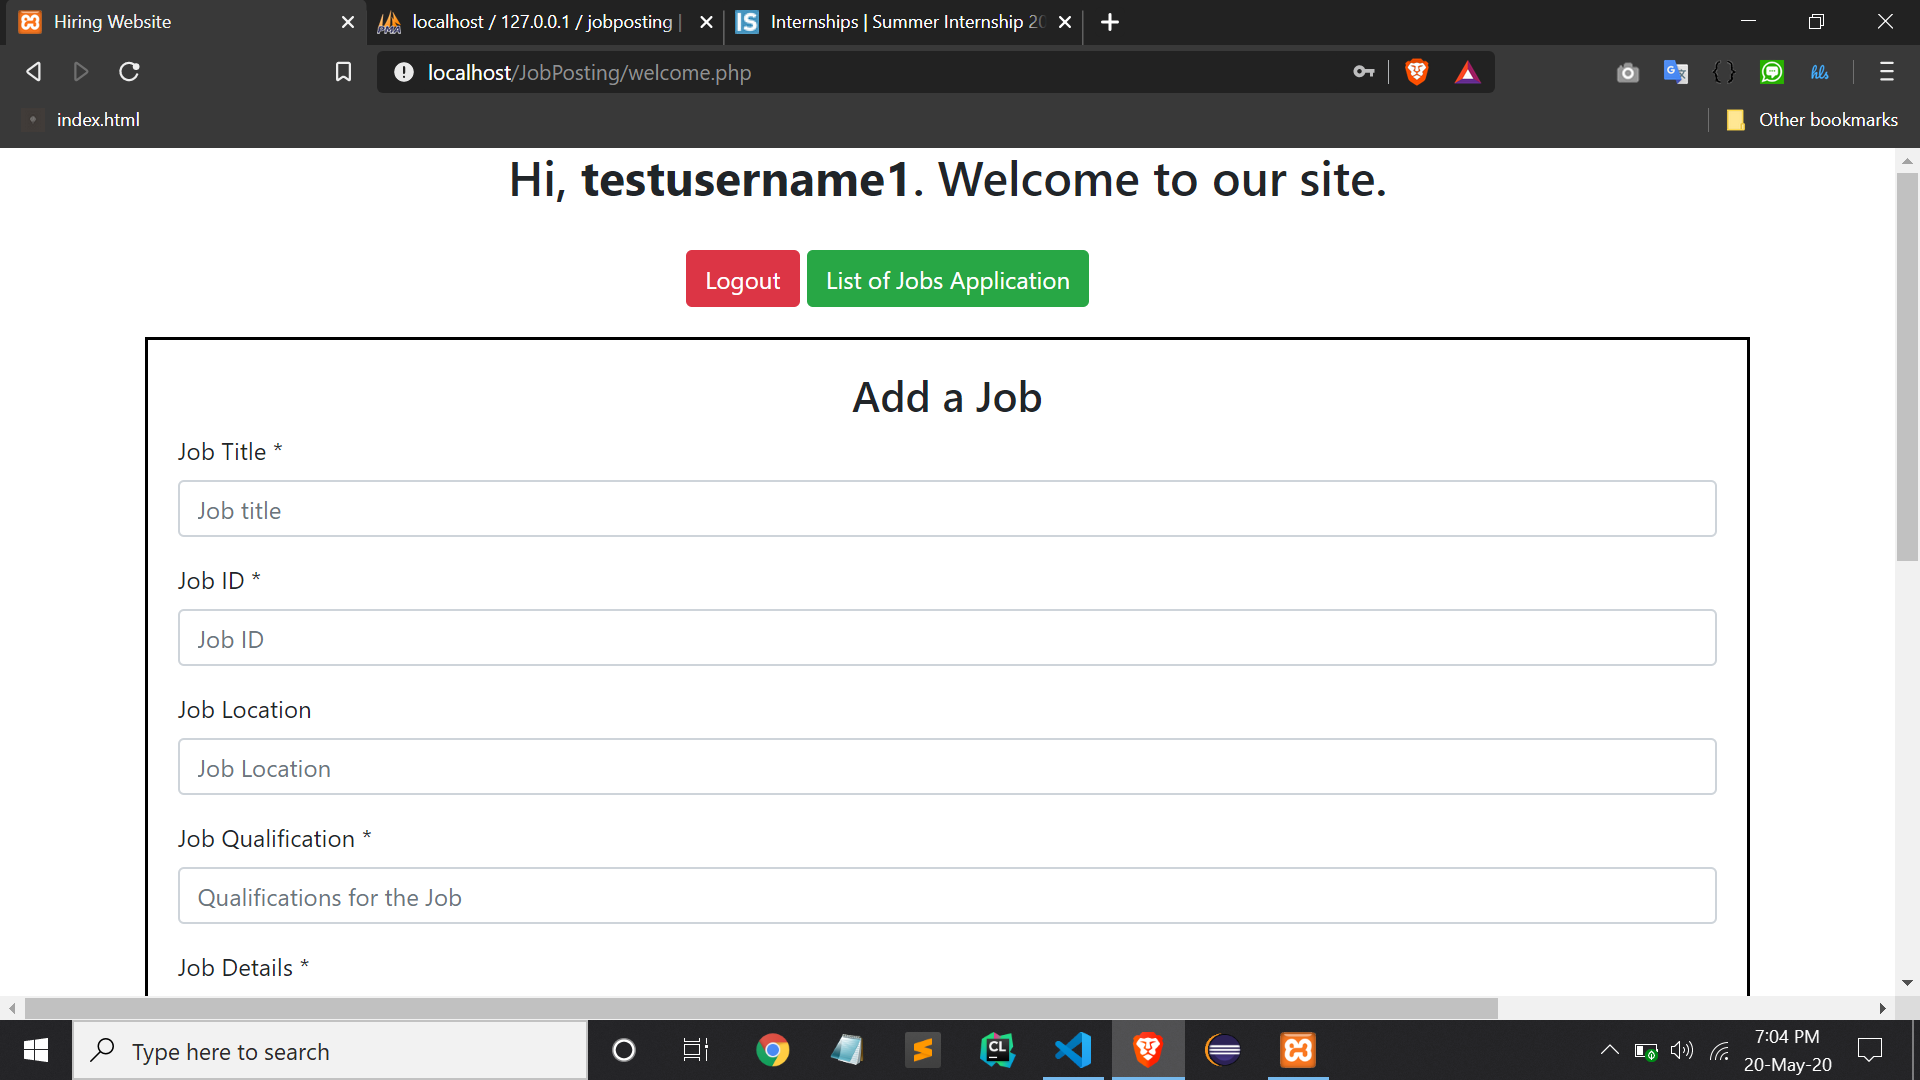 Hiring Website
localhost / 127.0.0.1 / jobposting |
Internships | Summer Internship 20
localhost/JobPosting/welcome.php
index.html
Other bookmarks
Hi, testusername1. Welcome to our site.
Logout
List of Jobs Application
Add a Job
Job Title *
Job title
Job ID *
Job ID
Job Location
Job Location
Job Qualification *
Qualifications for the Job
Job Details *
Type here to search
7:04 PM
20-May-20